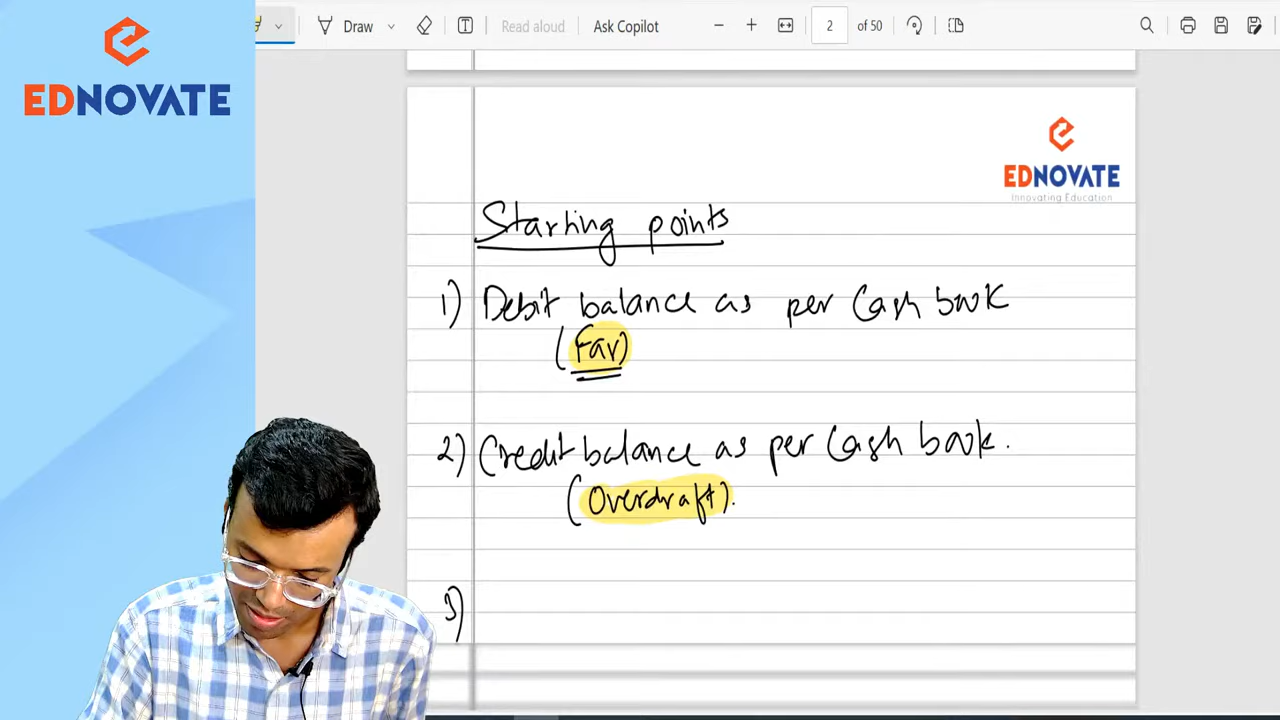 EDNOVATE
Draw
Read aloud
Ask Copilot
2
of 50
EDNOVATE
Innovating Education
Starting points
1) Debit balance as per Cash book
(Fav)
2) Credit balance as per Cash book.
(Overdraft).
3)